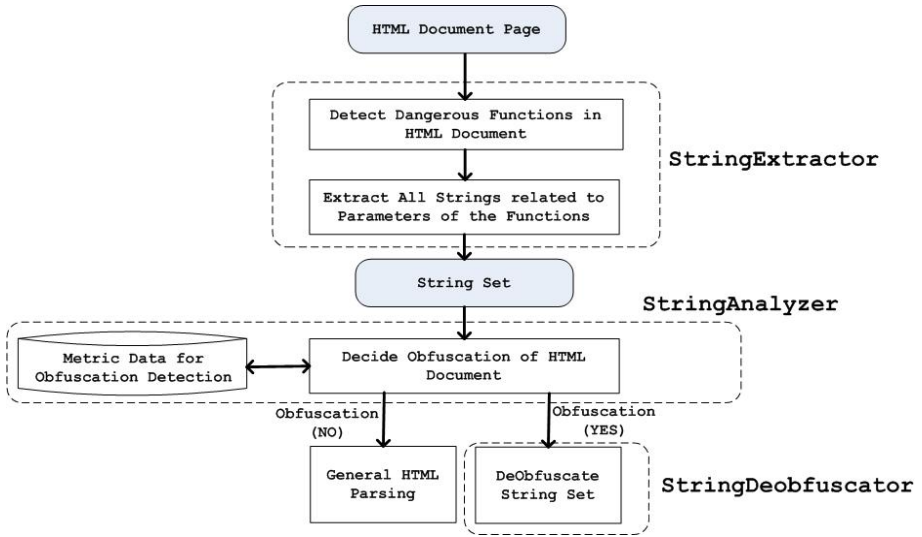 HTML Document Page
Detect Dangerous Functions in
HTML Document
StringExtractor
Extract All Strings related to
Parameters of the Functions
String Set
StringAnalyzer
Metric Data for
Obfuscation Detection
Decide Obfuscation of HTML
Document
Obfuscation
(NO)
Obfuscation
(YES)
General HTML
Parsing
DeObfuscate
String Set
StringDeobfuscator